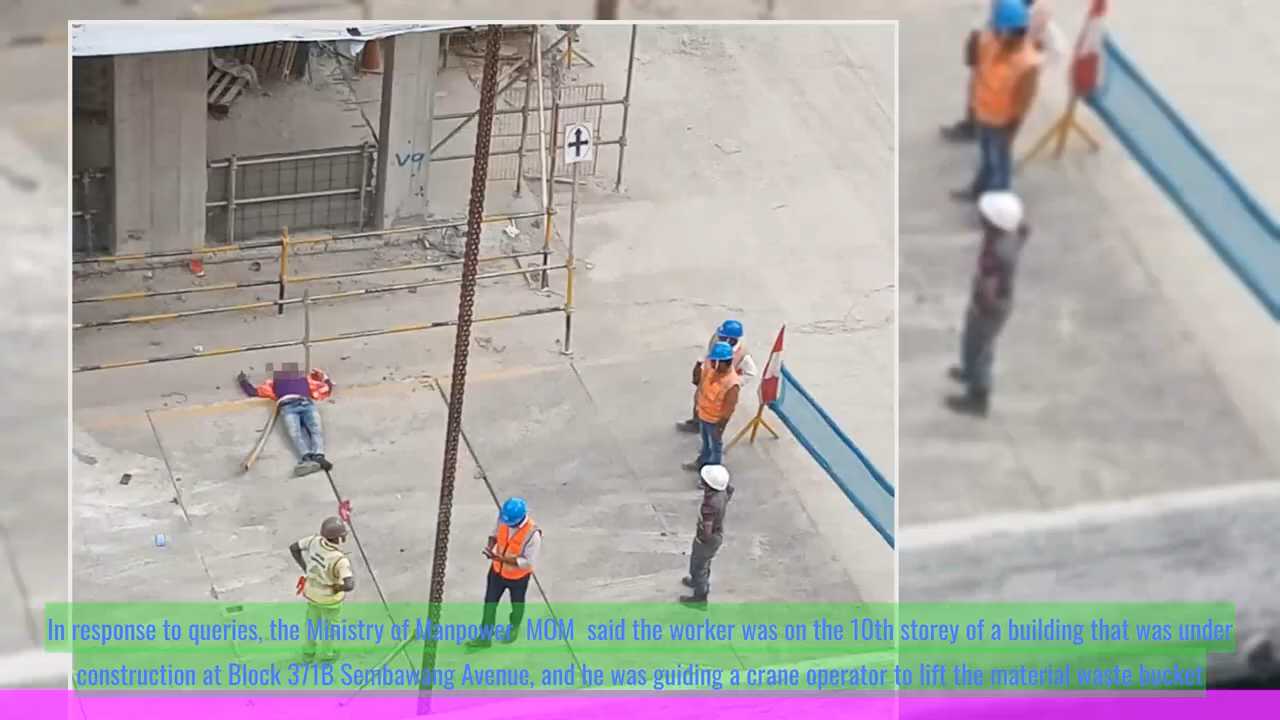 V9
In response to queries, the Ministry of Manpower MOM said the worker was on the 10th storey of a building that was under
construction at Block 371B Sembawang Avenue, and he was guiding a crane operator to lift the material waste bucket